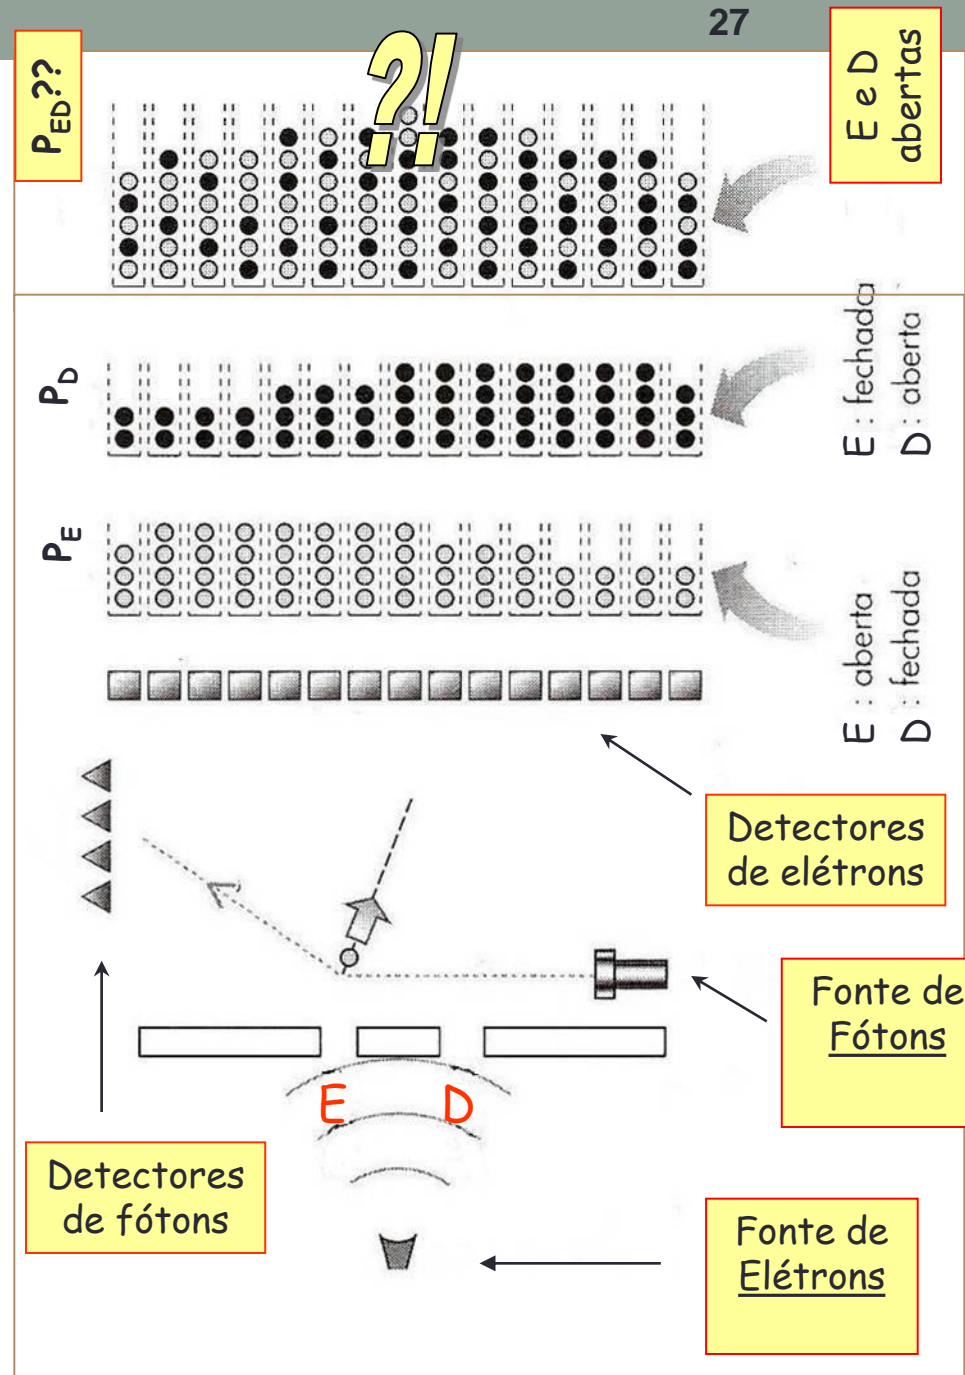 27
P_ED??
?!
E e D
abertas
P_D
E : fechada
D : aberta
P_E
E : aberta
D : fechada
Detectores
de elétrons
Fonte de
Fótons
E D
Detectores
de fótons
Fonte de
Elétrons